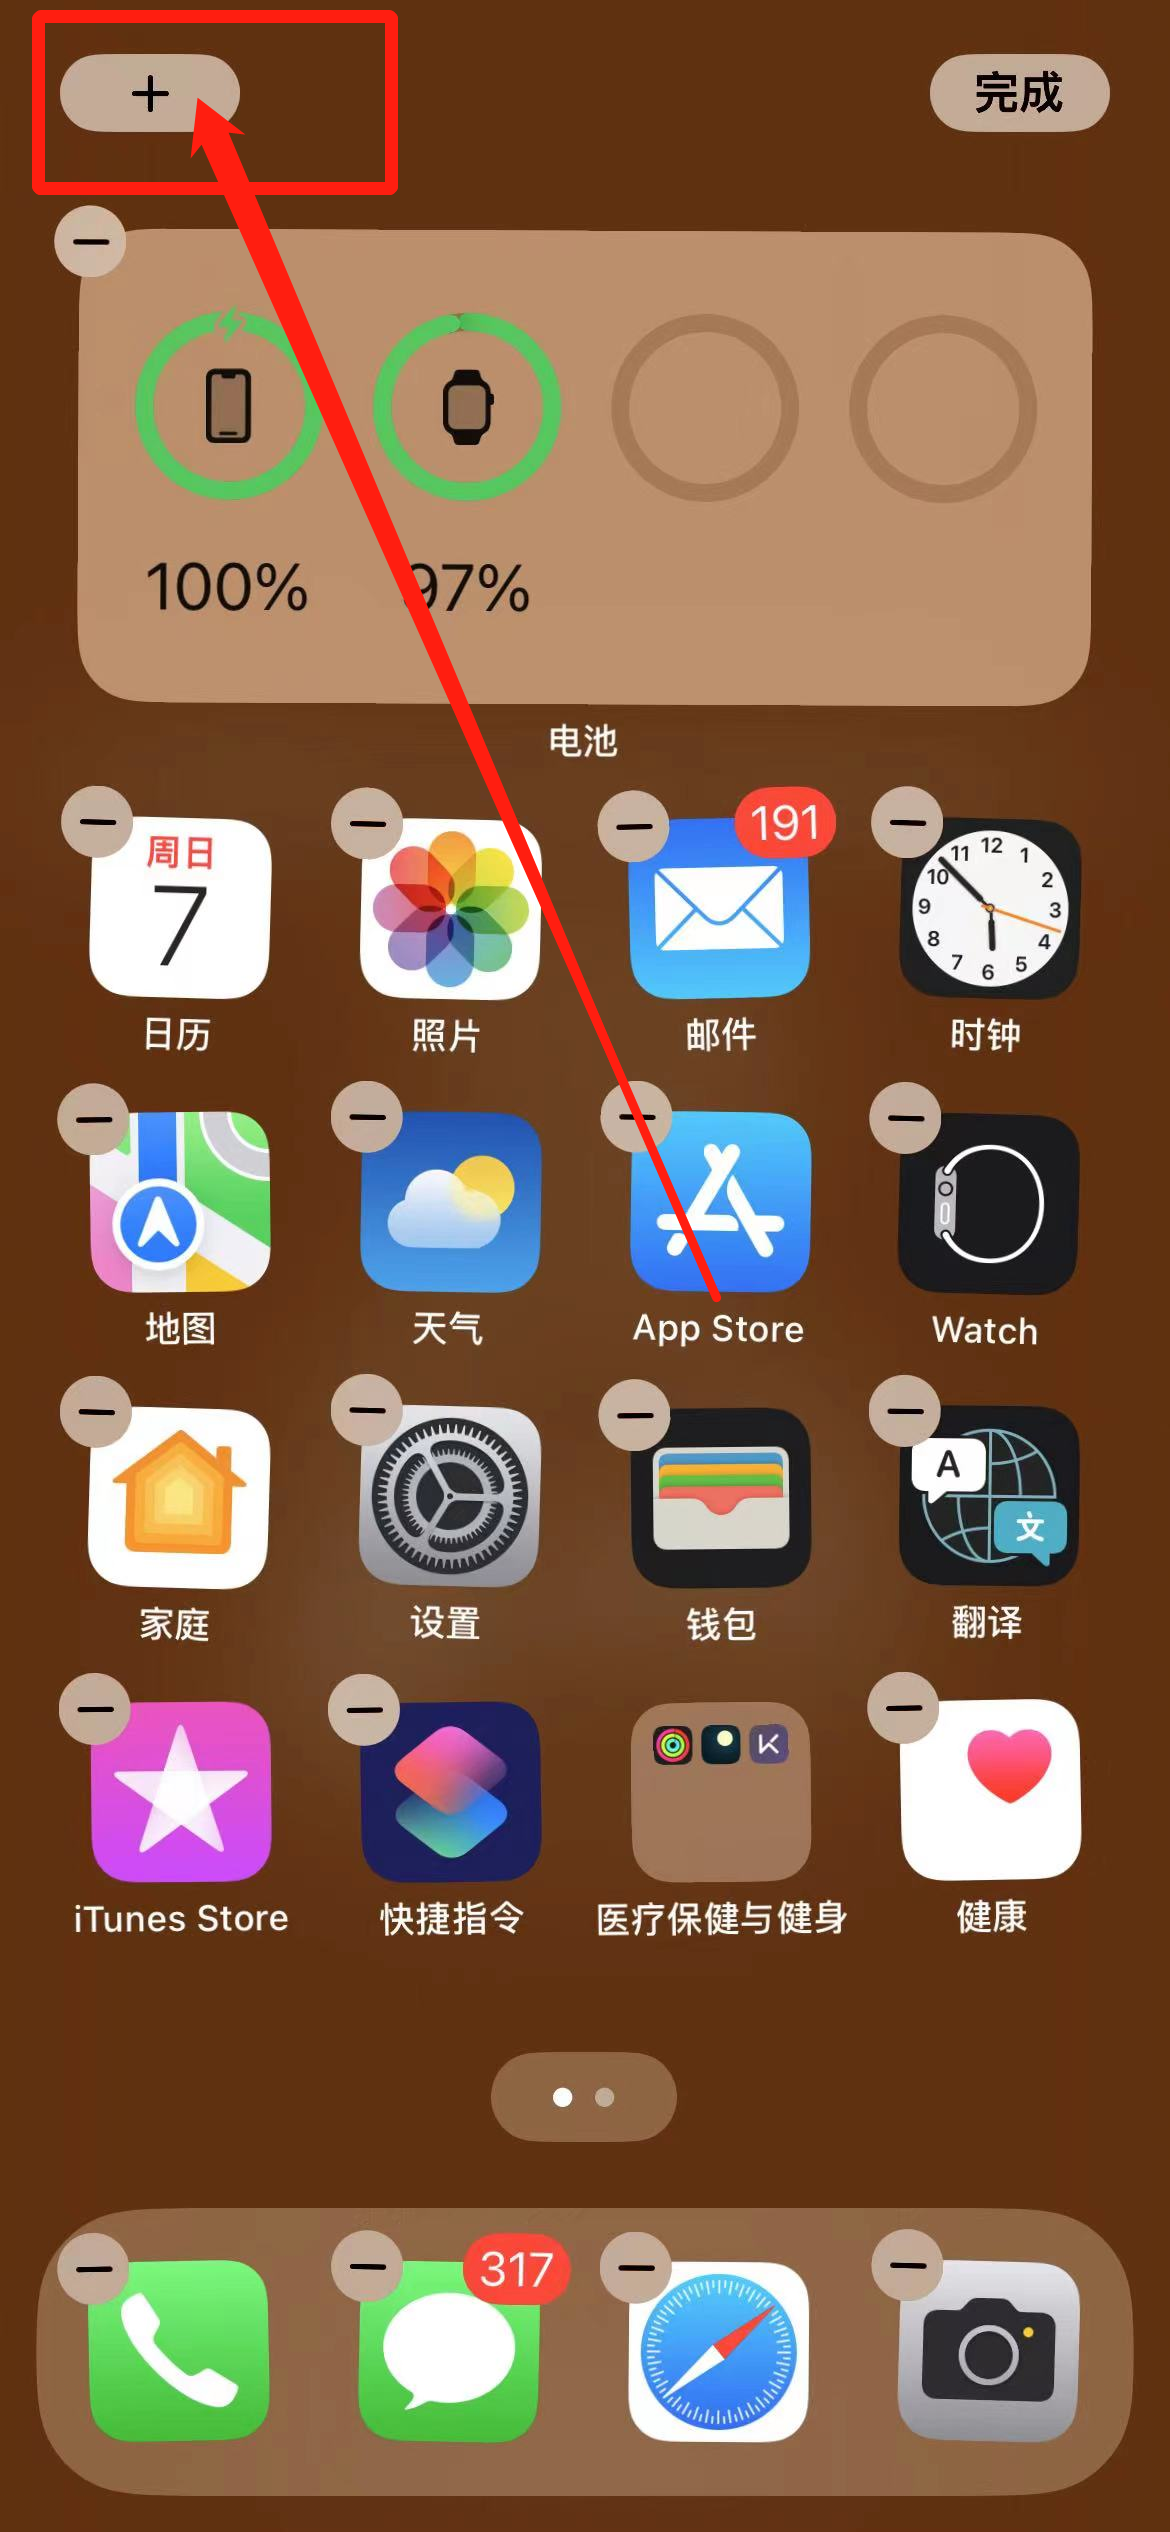 +
完成
100% 97%
电池
周日 191 12 1 2 3 4 5 6 7 8 9 10 11
7
日历 照片 邮件 时钟
地图 天气 App Store Watch
A
文
家庭 设置 钱包 翻译
iTunes Store 快捷指令 医疗保健与健身 健康
317